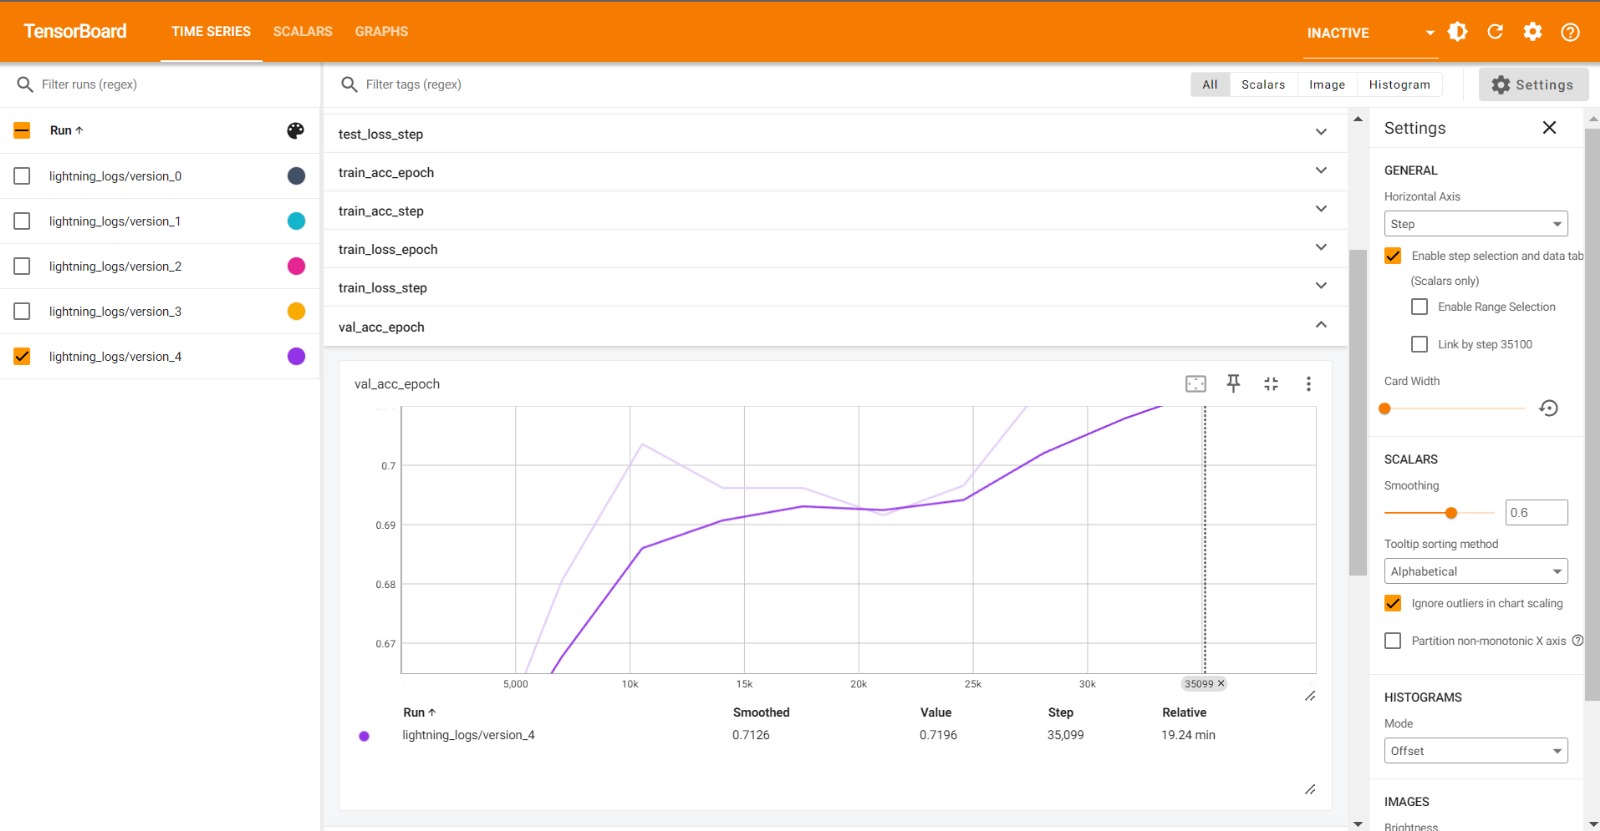 TensorBoard
TIME SERIES
SCALARS
GRAPHS
INACTIVE
Filter runs (regex)
Filter tags (regex)
All
Scalars
Image
Histogram
Settings
Run
lightning_logs/version_0
lightning_logs/version_1
lightning_logs/version_2
lightning_logs/version_3
lightning_logs/version_4
test_loss_step
train_acc_epoch
train_acc_step
train_loss_epoch
train_loss_step
val_acc_epoch
val_acc_epoch
0.7
0.69
0.68
0.67
5,000 10k 15k 20k 25k 30k 35099
Run Smoothed Value Step Relative
lightning_logs/version_4 0.7126 0.7196 35,099 19.24 min
Settings
GENERAL
Horizontal Axis
Step
Enable step selection and data tab
(Scalars only)
Enable Range Selection
Link by step 35100
Card Width
SCALARS
Smoothing
0.6
Tooltip sorting method
Alphabetical
Ignore outliers in chart scaling
Partition non-monotonic X axis
HISTOGRAMS
Mode
Offset
IMAGES
Brightness